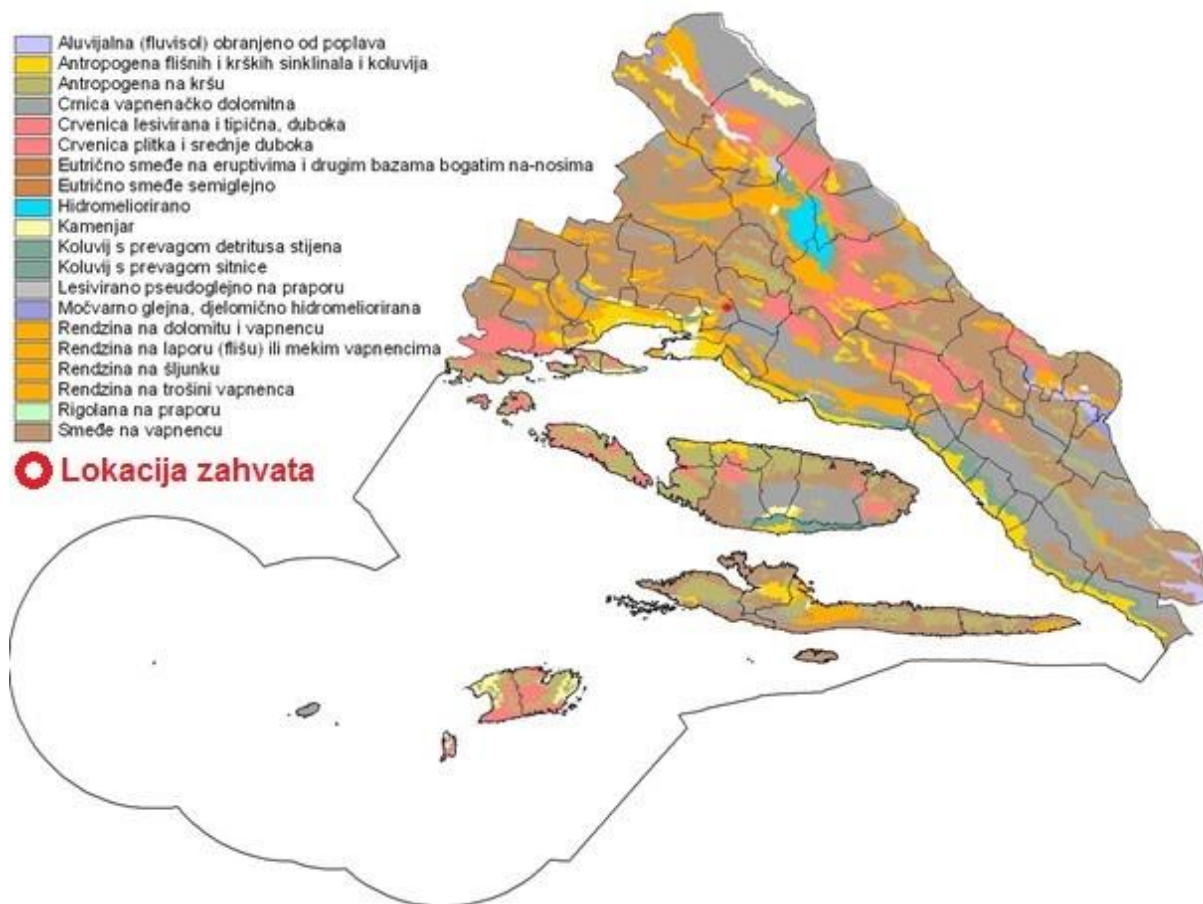 Aluvijalna (fluvisol) obranjeno od poplava
Antropogena flišnih i krških sinklinala i koluvija
Antropogena na kršu
Crnica vapnenačko dolomitna
Crvenica lesivirana i tipična, duboka
Crvenica plitka i srednje duboka
Eutrično smeđe na eruptivima i drugim bazama bogatim na-nosima
Eutrično smeđe semiglejno
Hidromeliorirano
Kamenjar
Koluvij s prevagom detritusa stijena
Koluvij s prevagom sitnice
Lesivirano pseudoglejno na praporu
Močvarno glejna, djelomično hidromeliorirana
Rendzina na dolomitu i vapnencu
Rendzina na laporu (flišu) ili mekim vapnencima
Rendzina na šljunku
Rendzina na trošini vapnenca
Rigolana na praporu
Smeđe na vapnencu
Lokacija zahvata